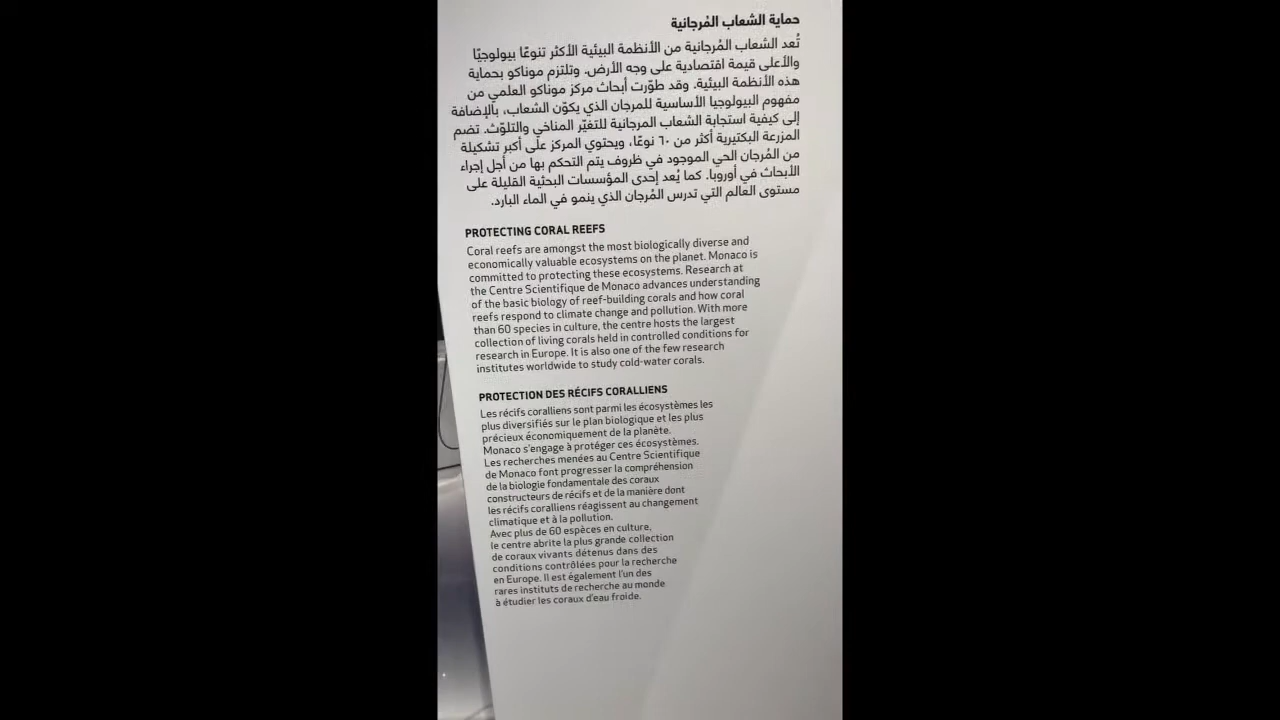 حماية الشعاب المُرجانية
تُعد الشعاب المُرجانية من الأنظمة البيئية الأكثر تنوعًا بيولوجيًا
والأعلى قيمة اقتصادية على وجه الأرض. وتلتزم موناكو بحماية
هذه الأنظمة البيئية. وقد طوّرت أبحاث مركز موناكو العلمي من
مفهوم البيولوجيا الأساسية للمرجان الذي يكوّن الشعاب، بالإضافة
إلى كيفية استجابة الشعاب المرجانية للتغيّر المناخي والتلوّث. تضم
المزرعة البكتيرية أكثر من ٦٠ نوعًا، ويحتوي المركز على أكبر تشكيلة
من المُرجان الحي الموجود في ظروف يتم التحكم بها من أجل إجراء
الأبحاث في أوروبا. كما يُعد إحدى المؤسسات البحثية القليلة على
مستوى العالم التي تدرس المُرجان الذي ينمو في الماء البارد.
PROTECTING CORAL REEFS
Coral reefs are amongst the most biologically diverse and
economically valuable ecosystems on the planet. Monaco is
committed to protecting these ecosystems. Research at
the Centre Scientifique de Monaco advances understanding
of the basic biology of reef-building corals and how coral
reefs respond to climate change and pollution. With more
than 60 species in culture, the centre hosts the largest
collection of living corals held in controlled conditions for
research in Europe. It is also one of the few research
institutes worldwide to study cold-water corals.
PROTECTION DES RÉCIFS CORALLIENS
Les récifs coralliens sont parmi les écosystèmes les
plus diversifiés sur le plan biologique et les plus
précieux économiquement de la planète.
Monaco s'engage à protéger ces écosystèmes.
Les recherches menées au Centre Scientifique
de Monaco font progresser la compréhension
de la biologie fondamentale des coraux
constructeurs de récifs et de la manière dont
les récifs coralliens réagissent au changement
climatique et à la pollution.
Avec plus de 60 espèces en culture,
le centre abrite la plus grande collection
de coraux vivants détenus dans des
conditions contrôlées pour la recherche
en Europe. Il est également l'un des
rares instituts de recherche au monde
à étudier les coraux d'eau froide.